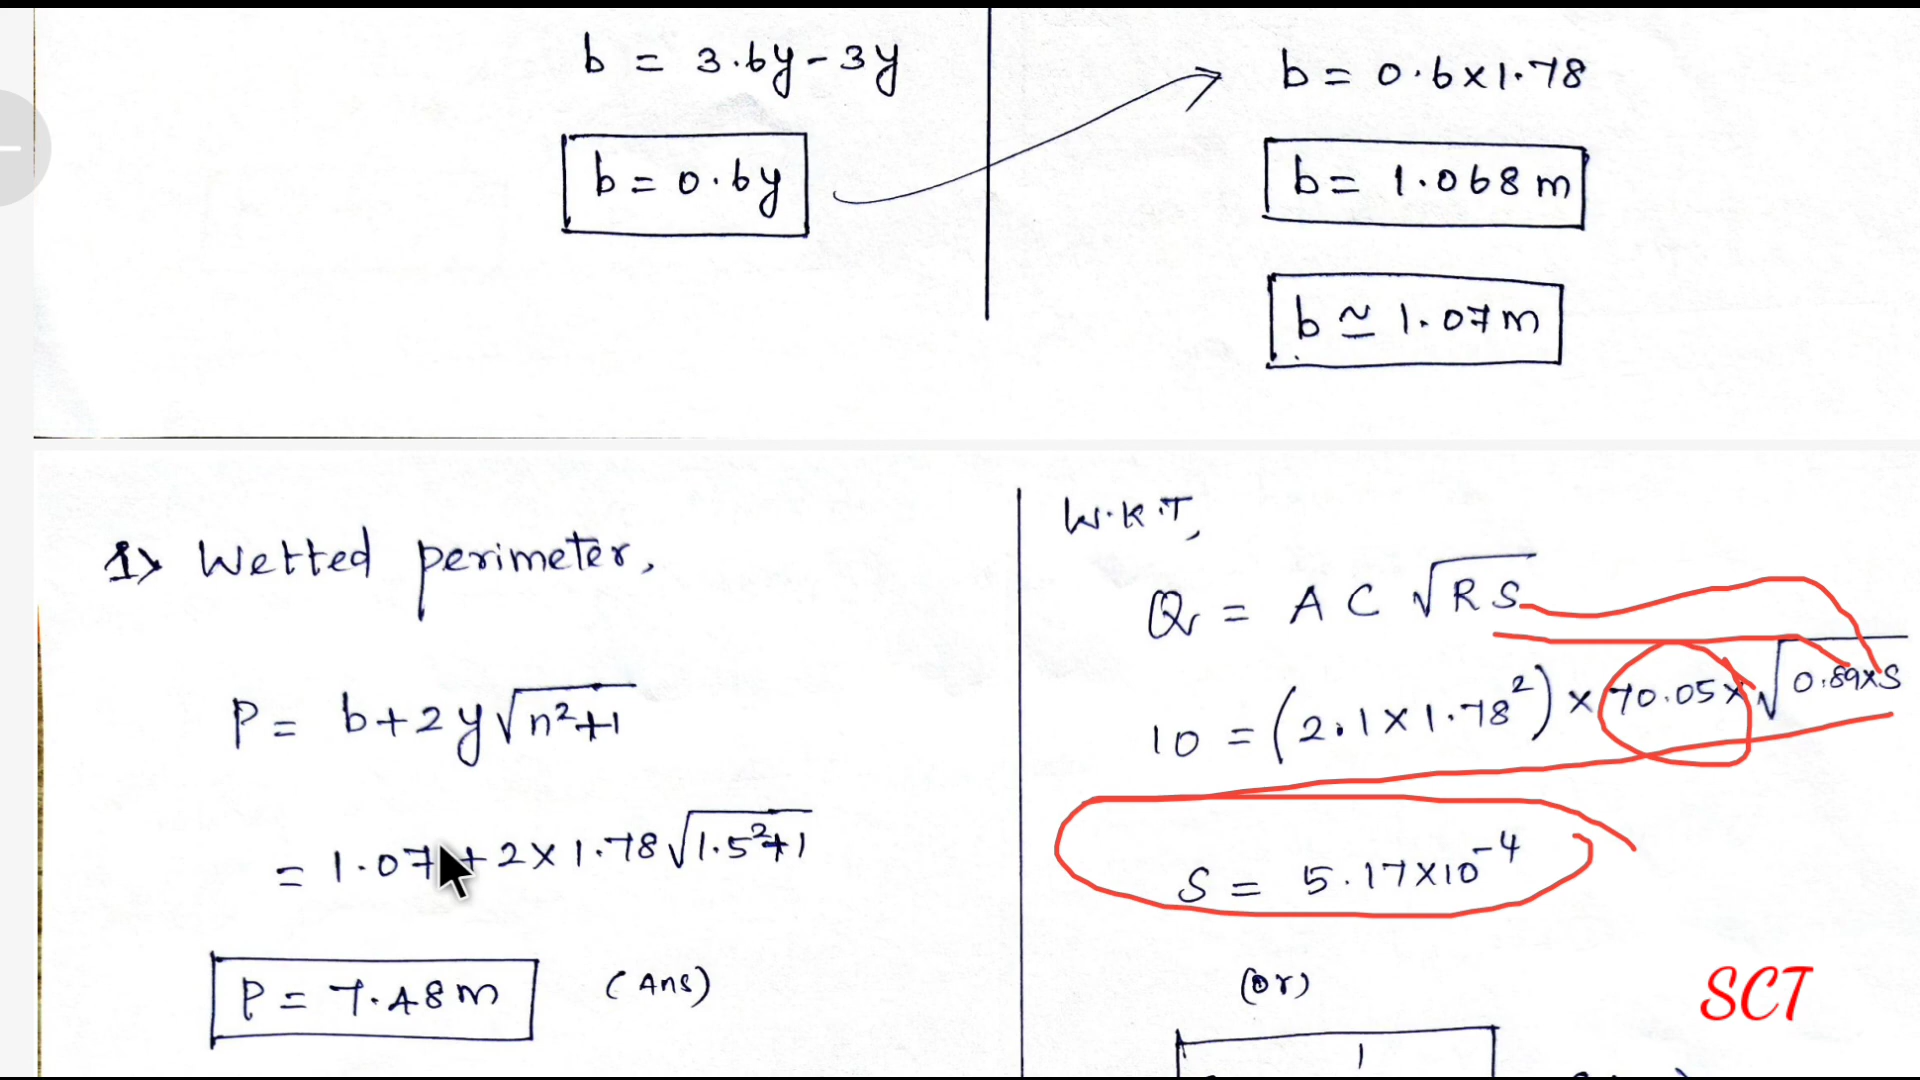 b = 3.6y - 3y
b = 0.6y
b = 0.6 x 1.78
b = 1.068 m
b ≃ 1.07 m
1) Wetted perimeter,
P = b + 2y√n²+1
= 1.07 + 2 x 1.78 √1.5²+1
P = 7.48 m (Ans)
W.K.T,
Q = A C √RS
10 = (2.1 x 1.78²) x 70.05 x √0.89xS
S = 5.17 x 10⁻⁴
(or)
1
SCT